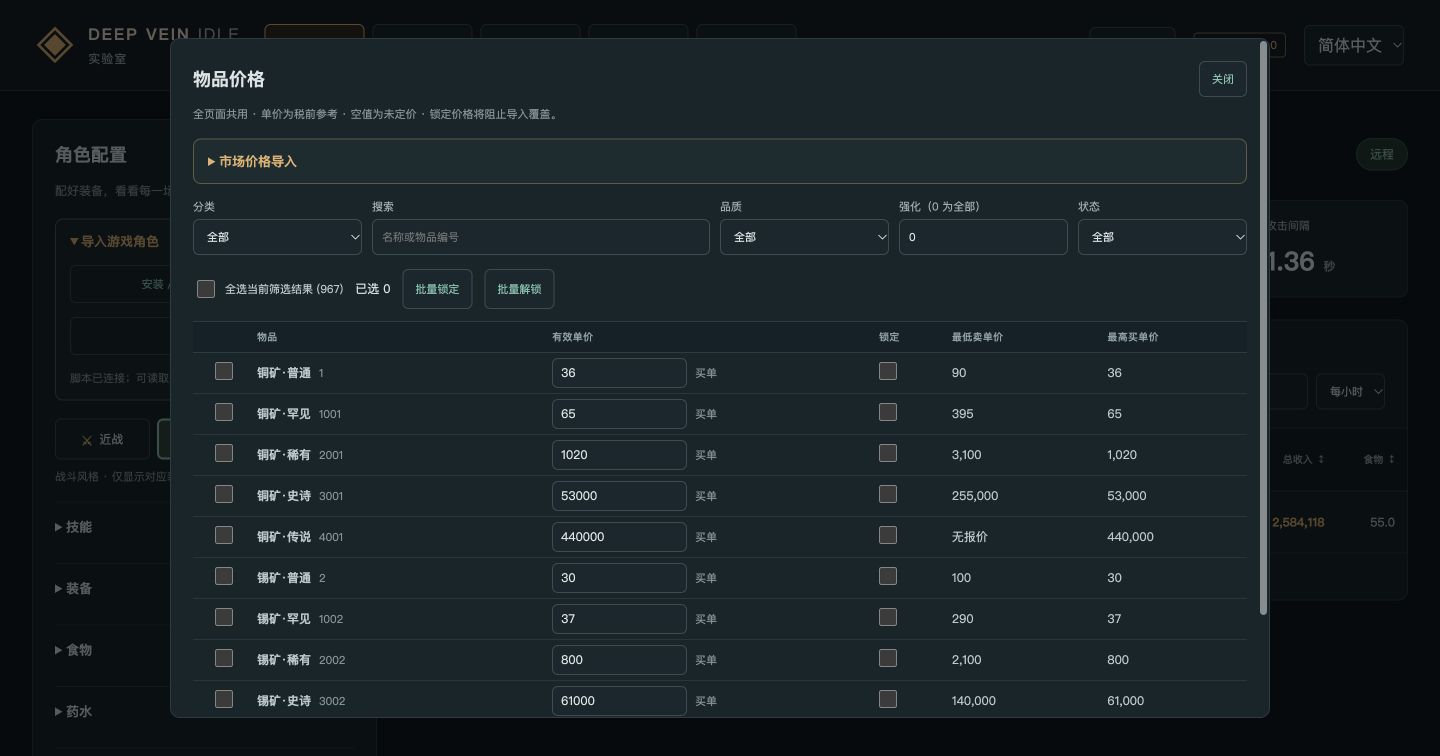 DEEP VEIN IDLE
实验室
0
简体中文
物品价格
关闭
全页面共用 · 单价为税前参考 · 空值为未定价 · 锁定价格将阻止导入覆盖。
市场价格导入
分类
搜索
品质
强化（0 为全部）
状态
全部
名称或物品编号
全部
0
全部
全选当前筛选结果 (967)
已选 0
批量锁定
批量解锁
物品
有效单价
锁定
最低卖单价
最高买单价
铜矿·普通 1
36
买单
90
36
铜矿·罕见 1001
65
买单
395
65
铜矿·稀有 2001
1020
买单
3,100
1,020
铜矿·史诗 3001
53000
买单
255,000
53,000
铜矿·传说 4001
440000
买单
无报价
440,000
锡矿·普通 2
30
买单
100
30
锡矿·罕见 1002
37
买单
290
37
锡矿·稀有 2002
800
买单
2,100
800
锡矿·史诗 3002
61000
买单
140,000
61,000
角色配置
配好装备，看看每一
导入游戏角色
安装 /
脚本已连接；可读取
近战
战斗风格 · 仅显示对应
技能
装备
食物
药水
远程
攻击间隔
1.36 秒
每小时
总收入 ↕
食物 ↕
2,584,118
55.0